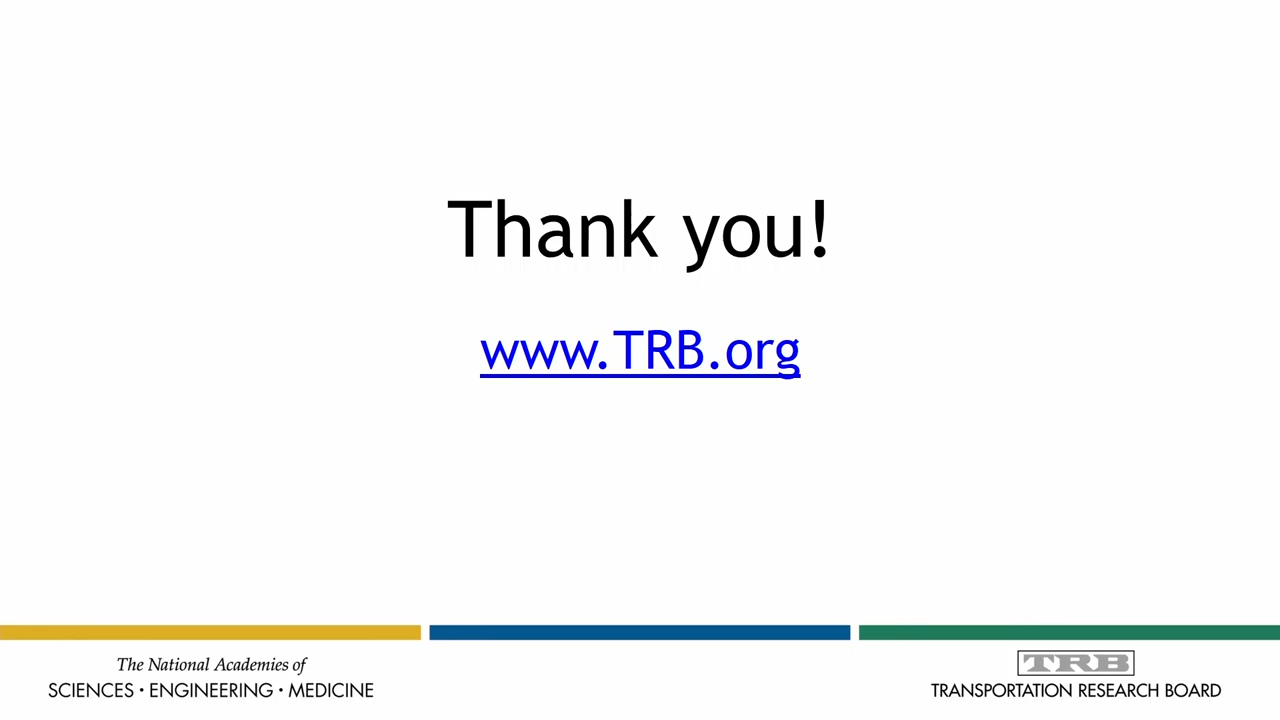 Thank you!
www.TRB.org
The National Academies of
SCIENCES · ENGINEERING · MEDICINE
TRB
TRANSPORTATION RESEARCH BOARD